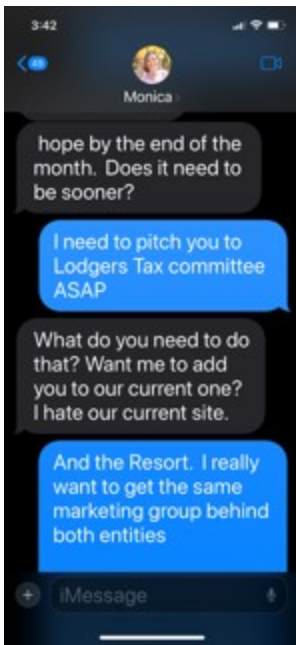 3:42
49
Monica
hope by the end of the
month. Does it need to
be sooner?
I need to pitch you to
Lodgers Tax committee
ASAP
What do you need to do
that? Want me to add
you to our current one?
I hate our current site.
And the Resort. I really
want to get the same
marketing group behind
both entities
iMessage